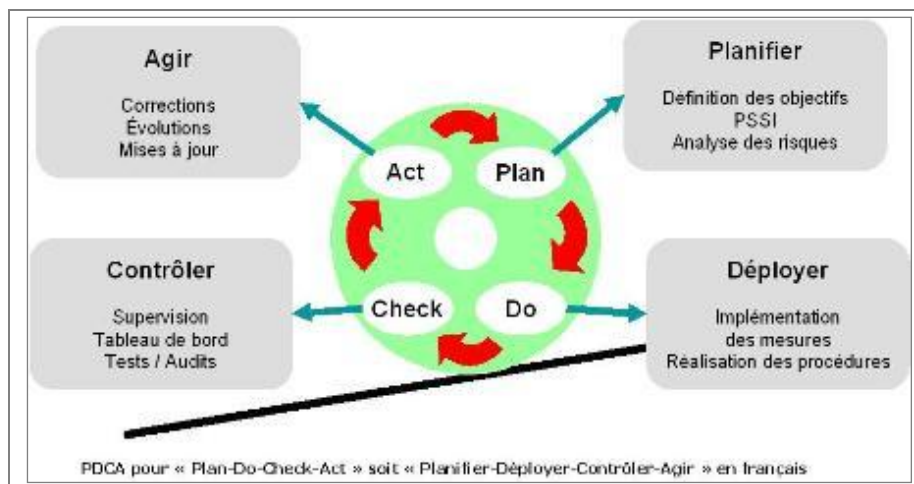 Agir
Corrections
Évolutions
Mises à jour
Planifier
Definition des objectifs
PSSI
Analyse des risques
Act
Plan
Check
Do
Contrôler
Supervision
Tableau de bord
Tests / Audits
Déployer
Implémentation
des mesures
Réalisation des procédures
PDCA pour « Plan-Do-Check-Act » soit « Planifier-Déployer-Contrôler-Agir » en français